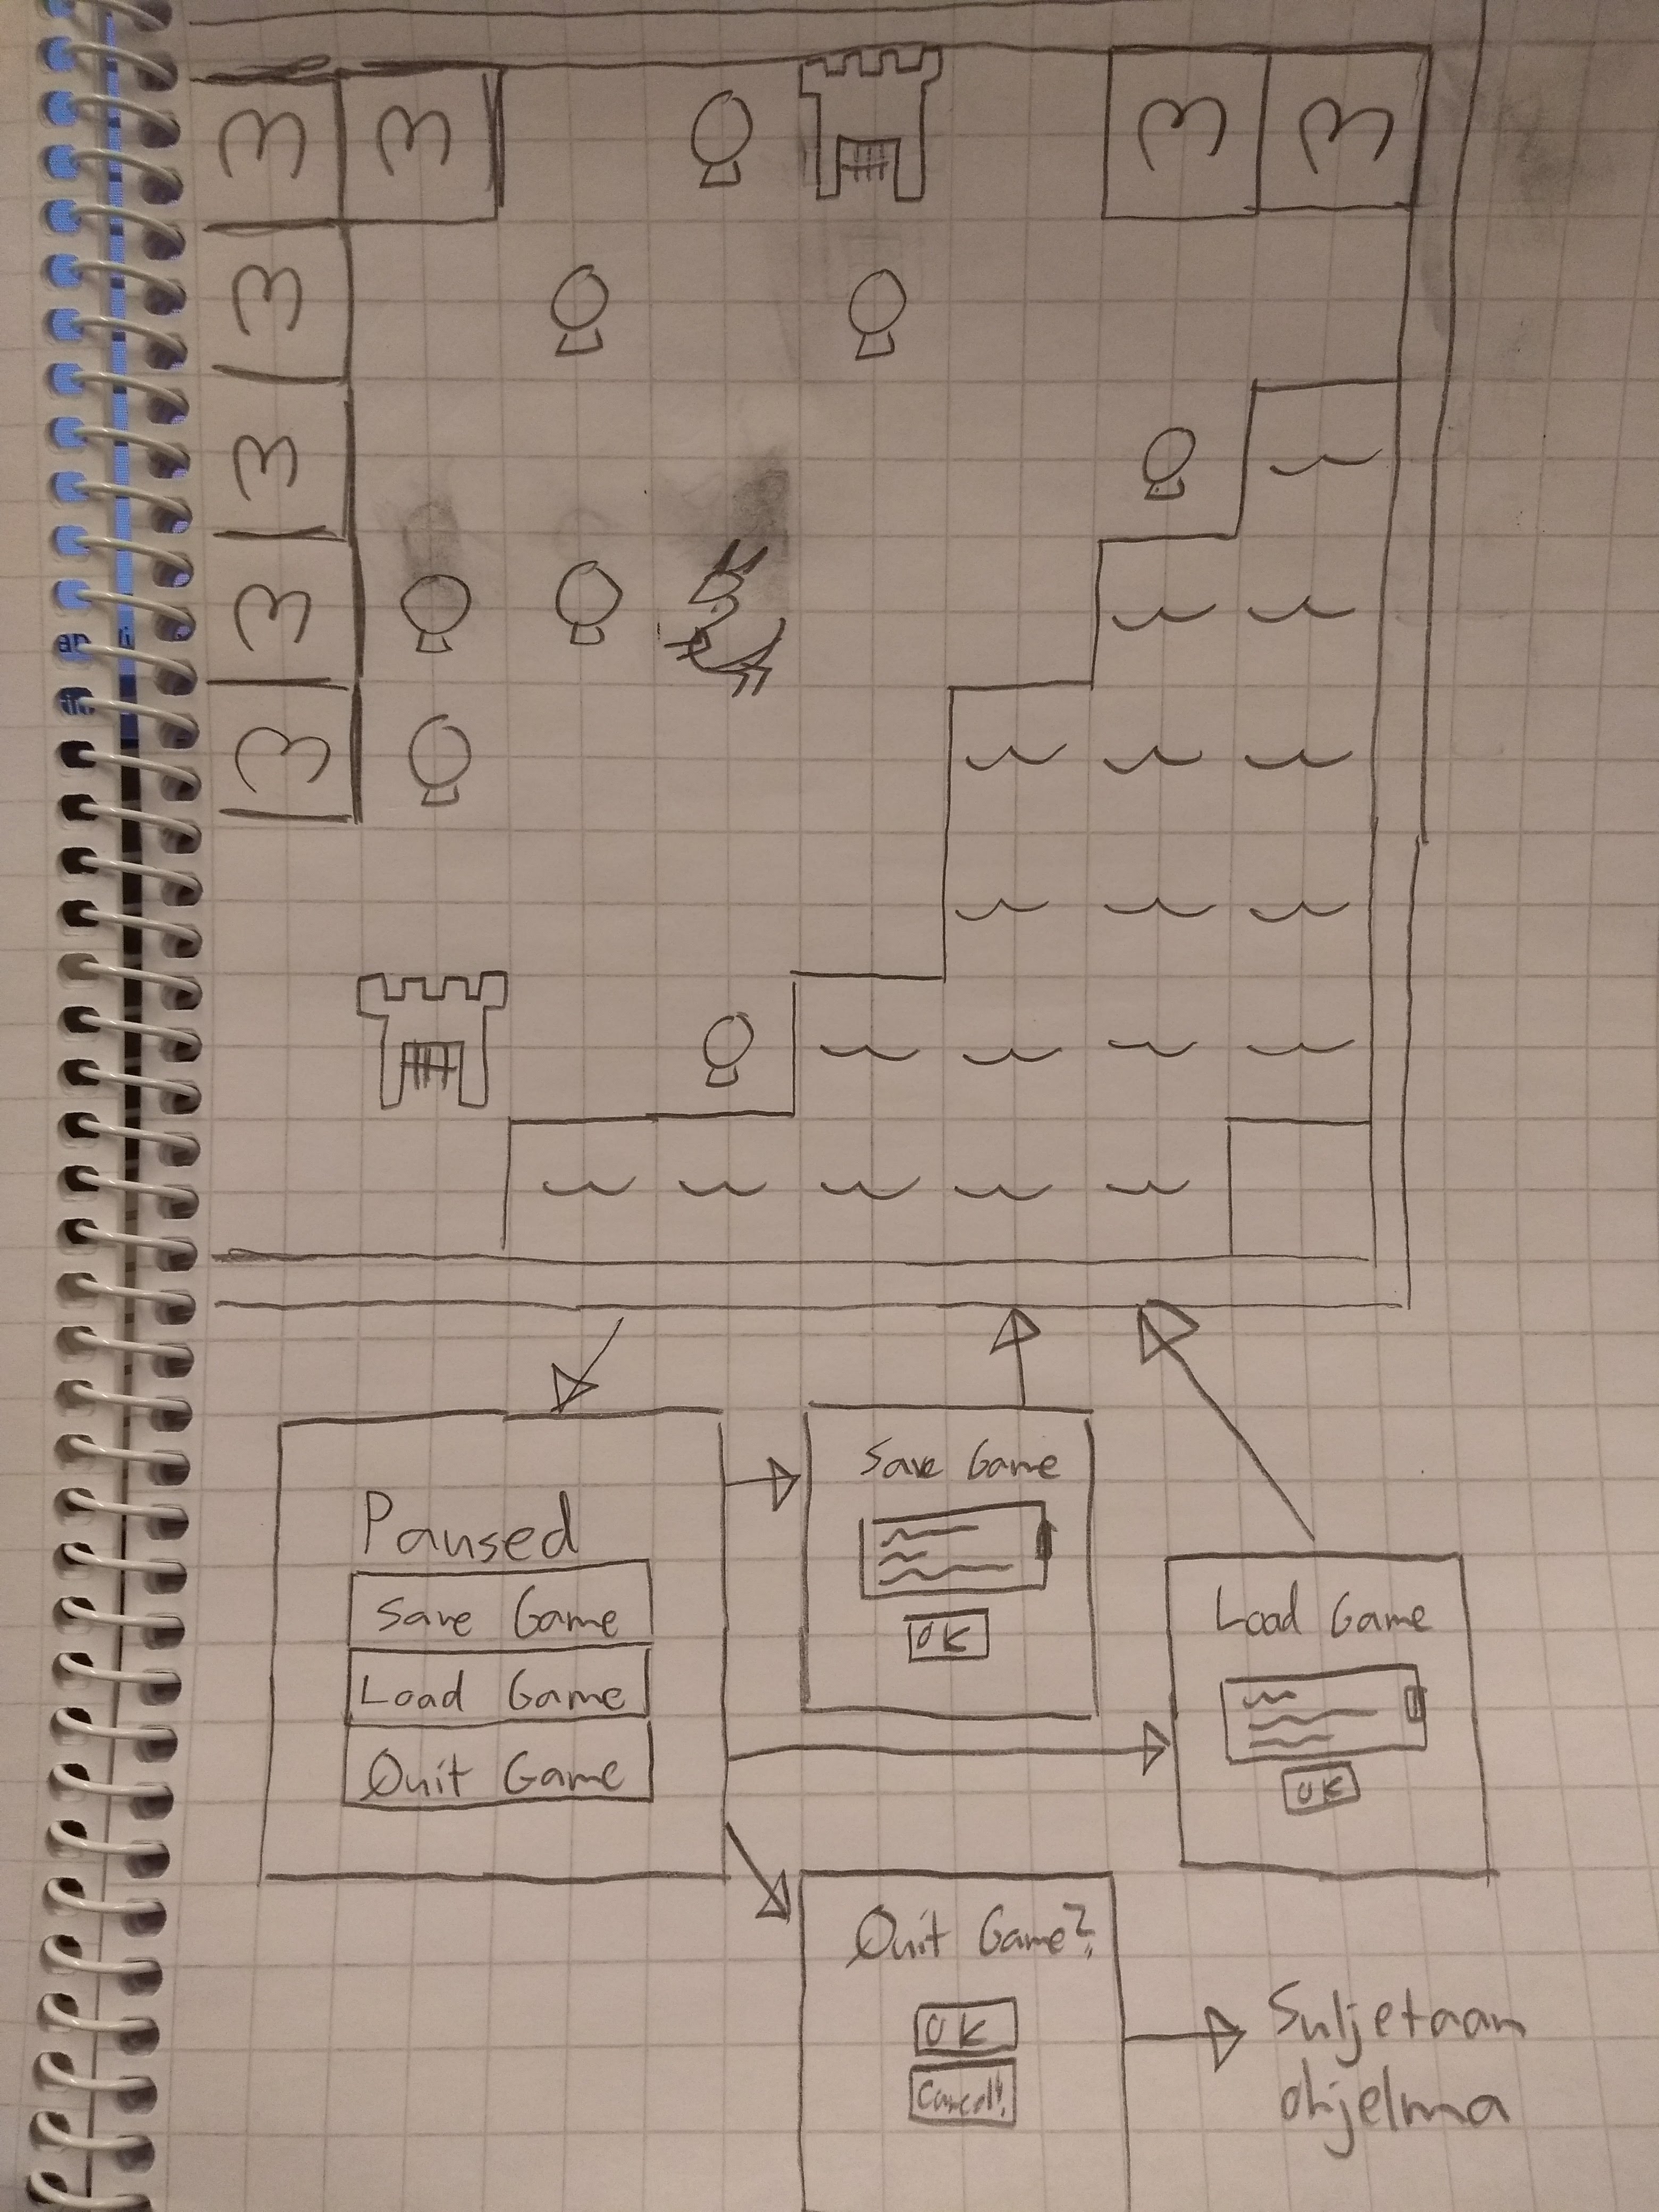 Paused
Save Game
Load Game
Quit Game
Save Game
OK
Load Game
OK
Quit Game?
OK
Cancel!
Suljetaan
ohjelma